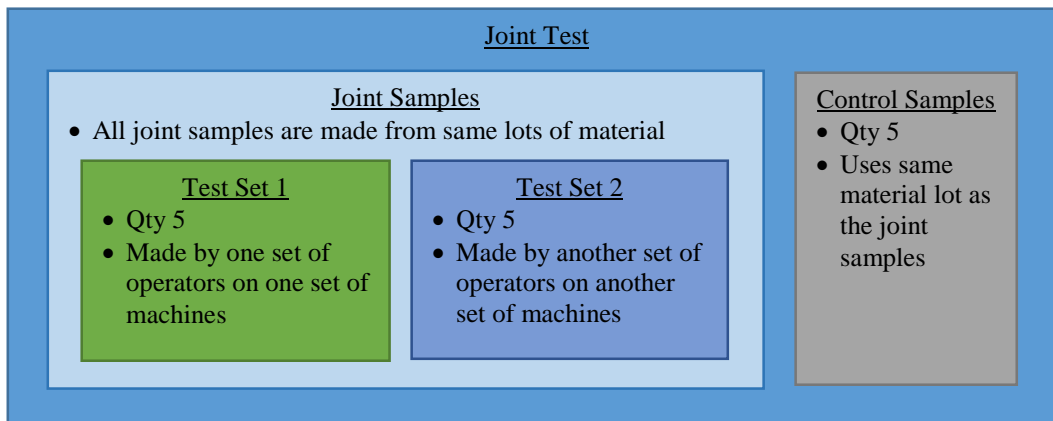 Joint Test
Joint Samples
• All joint samples are made from same lots of material
Test Set 1
• Qty 5
• Made by one set of
operators on one set of
machines
Test Set 2
• Qty 5
• Made by another set of
operators on another
set of machines
Control Samples
• Qty 5
• Uses same
material lot as
the joint
samples